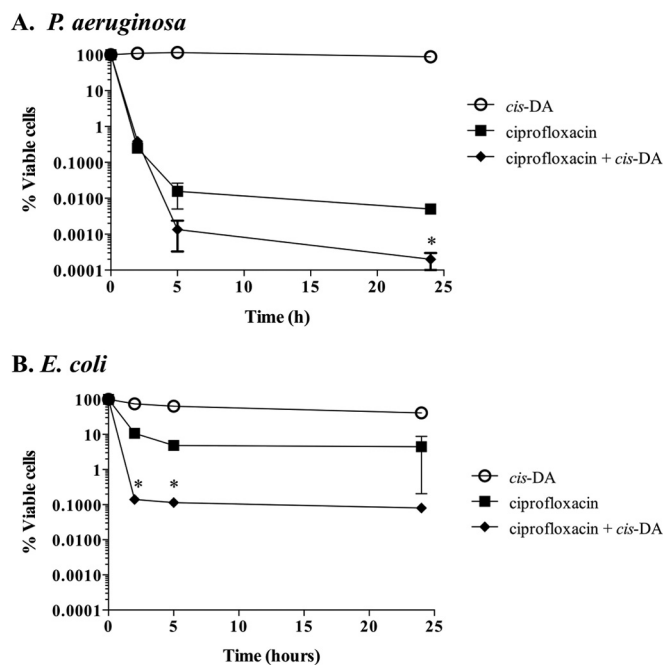 A. P. aeruginosa
% Viable cells
100
10
1
0.1000
0.0100
0.0010
0.0001
*
0 5 10 15 20 25
Time (h)
cis-DA
ciprofloxacin
ciprofloxacin + cis-DA
B. E. coli
% Viable cells
100
10
1
0.1000
0.0100
0.0010
0.0001
* *
0 5 10 15 20 25
Time (hours)
cis-DA
ciprofloxacin
ciprofloxacin + cis-DA